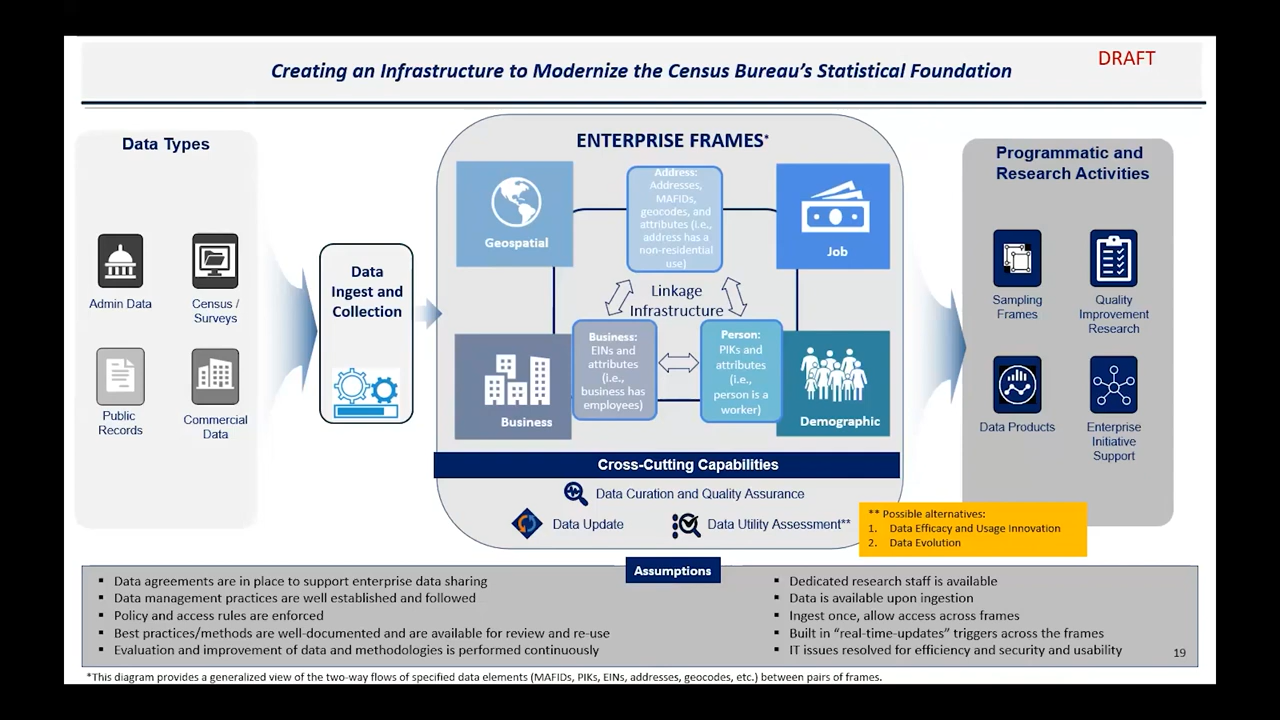 Creating an Infrastructure to Modernize the Census Bureau's Statistical Foundation
DRAFT
Data Types
Admin Data
Census /
Surveys
Public
Records
Commercial
Data
Data
Ingest and
Collection
ENTERPRISE FRAMES*
Geospatial
Address:
Addresses,
MAFIDs,
geocodes, and
attributes (i.e.,
address has a
non-residential
use)
Job
Linkage
Infrastructure
Business
Business:
EINs and
attributes
(i.e.,
business has
employees)
Person:
PIKs and
attributes
(i.e.,
person is a
worker)
Demographic
Cross-Cutting Capabilities
Data Curation and Quality Assurance
Data Update
Data Utility Assessment**
Programmatic and
Research Activities
Sampling
Frames
Quality
Improvement
Research
Data Products
Enterprise
Initiative
Support
** Possible alternatives:
1. Data Efficacy and Usage Innovation
2. Data Evolution
Assumptions
▪ Data agreements are in place to support enterprise data sharing
▪ Data management practices are well established and followed
▪ Policy and access rules are enforced
▪ Best practices/methods are well-documented and are available for review and re-use
▪ Evaluation and improvement of data and methodologies is performed continuously
▪ Dedicated research staff is available
▪ Data is available upon ingestion
▪ Ingest once, allow access across frames
▪ Built in "real-time-updates" triggers across the frames
▪ IT issues resolved for efficiency and security and usability
19
*This diagram provides a generalized view of the two-way flows of specified data elements (MAFIDs, PIKs, EINs, addresses, geocodes, etc.) between pairs of frames.